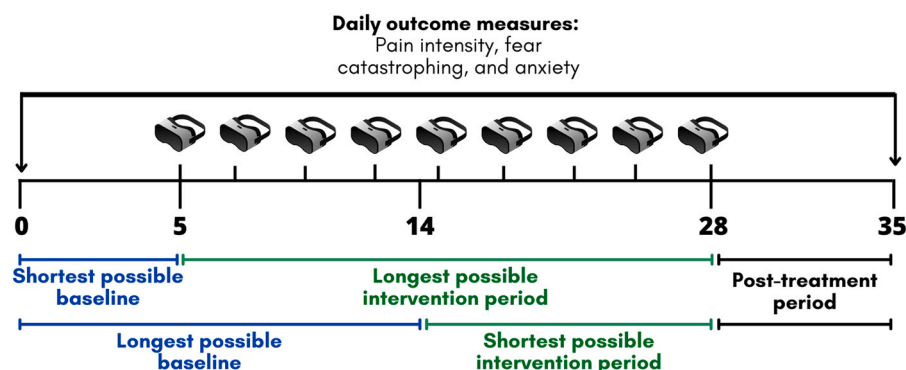 Daily outcome measures:
Pain intensity, fear
catastrophing, and anxiety
0 5 14 28 35
Shortest possible
baseline
Longest possible
intervention period
Post-treatment
period
Longest possible
baseline
Shortest possible
intervention period